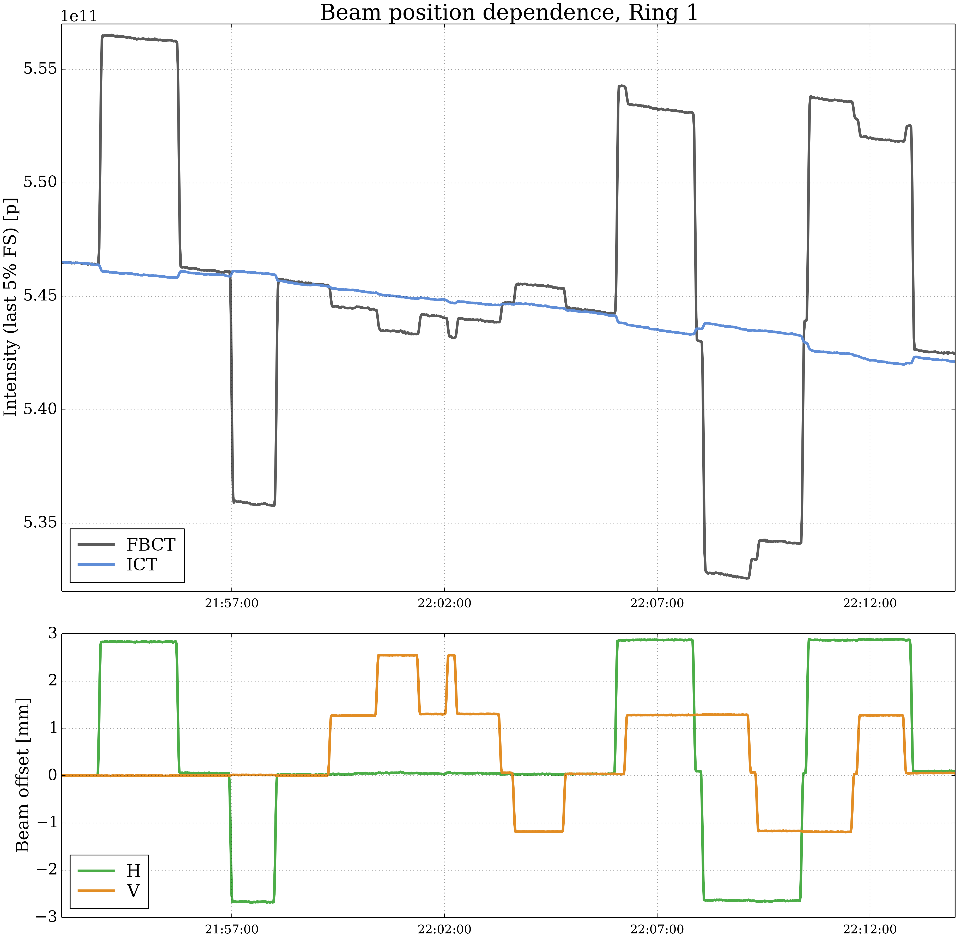 Beam position dependence, Ring 1
1e11
5.55
5.50
5.45
5.40
5.35
Intensity (last 5% FS) [p]
FBCT
ICT
21:57:00 22:02:00 22:07:00 22:12:00
3
2
1
0
−1
−2
−3
Beam offset [mm]
H
V
21:57:00 22:02:00 22:07:00 22:12:00